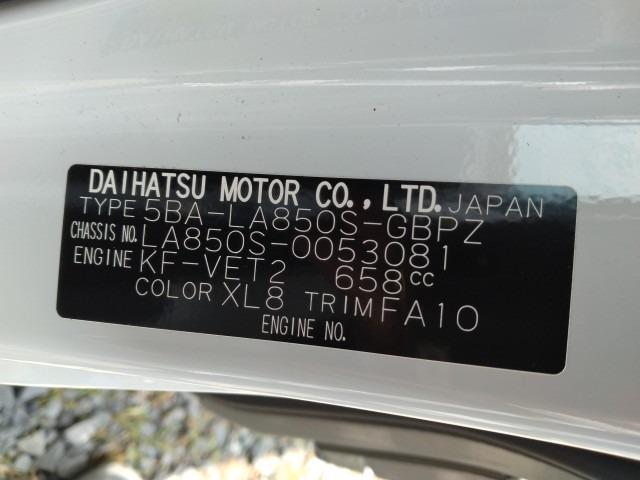 DAIHATSU MOTOR CO., LTD. JAPAN
TYPE 5BA-LA850S-GBPZ
CHASSIS NO. LA850S-0053081
ENGINE KF-VET2 658cc
COLOR XL8 TRIM FA10
ENGINE NO.